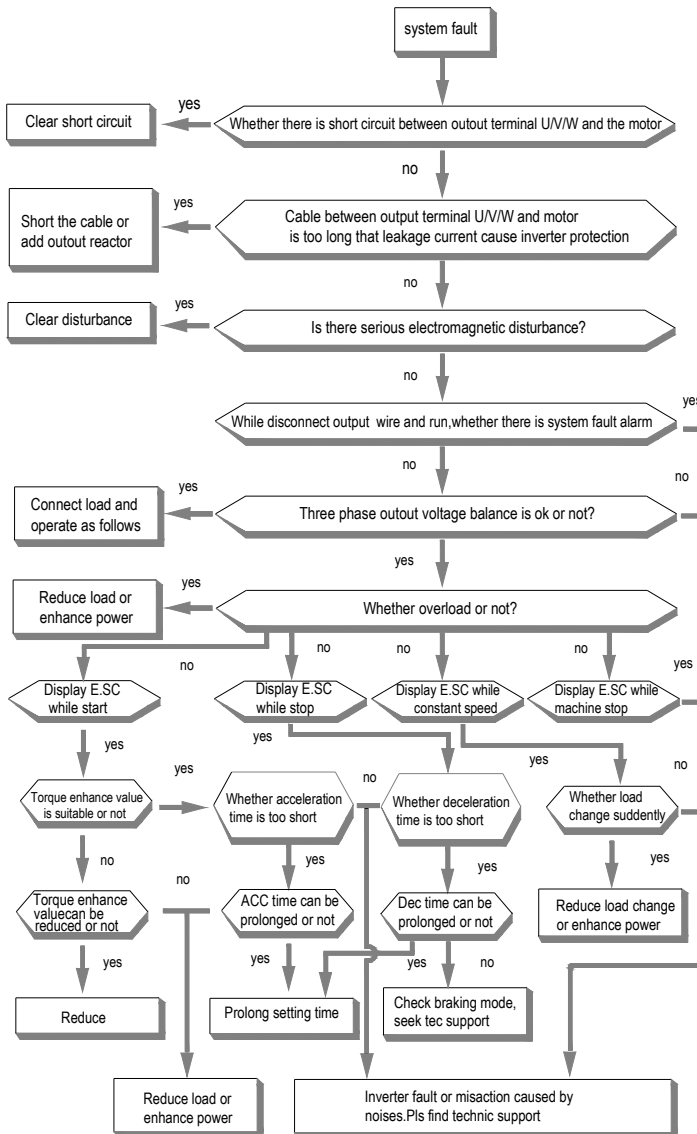 system fault
yes
Clear short circuit
Whether there is short circuit between outout terminal U/V/W and the motor
no
yes
Short the cable or
add outout reactor
Cable between output terminal U/V/W and motor
is too long that leakage current cause inverter protection
no
yes
Clear disturbance
Is there serious electromagnetic disturbance?
no
yes
While disconnect output wire and run,whether there is system fault alarm
no
no
yes
Connect load and
operate as follows
Three phase outout voltage balance is ok or not?
yes
yes
Reduce load or
enhance power
Whether overload or not?
no
no
no
no
yes
Display E.SC
while start
Display E.SC
while stop
Display E.SC while
constant speed
Display E.SC while
machine stop
yes
yes
yes
no
yes
no
Torque enhance value
is suitable or not
Whether acceleration
time is too short
Whether deceleration
time is too short
Whether load
change suddently
no
yes
yes
yes
Torque enhance
valuecan be
reduced or not
no
ACC time can be
prolonged or not
Dec time can be
prolonged or not
Reduce load change
or enhance power
yes
yes
yes
no
Reduce
Prolong setting time
Check braking mode,
seek tec support
Reduce load or
enhance power
Inverter fault or misaction caused by
noises.Pls find technic support